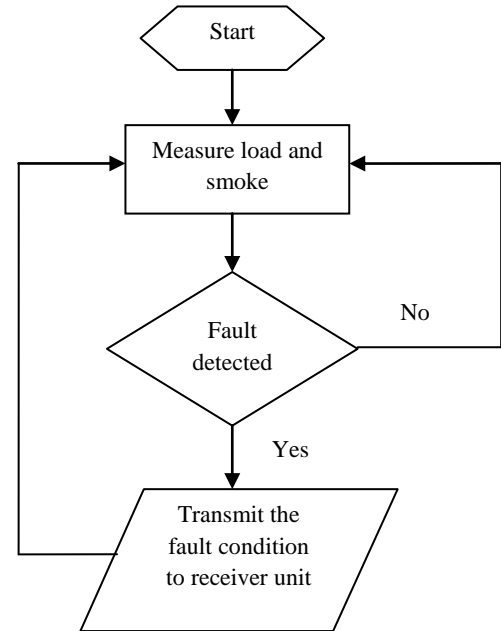 Start
Measure load and
smoke
Fault
detected
No
Yes
Transmit the
fault condition
to receiver unit